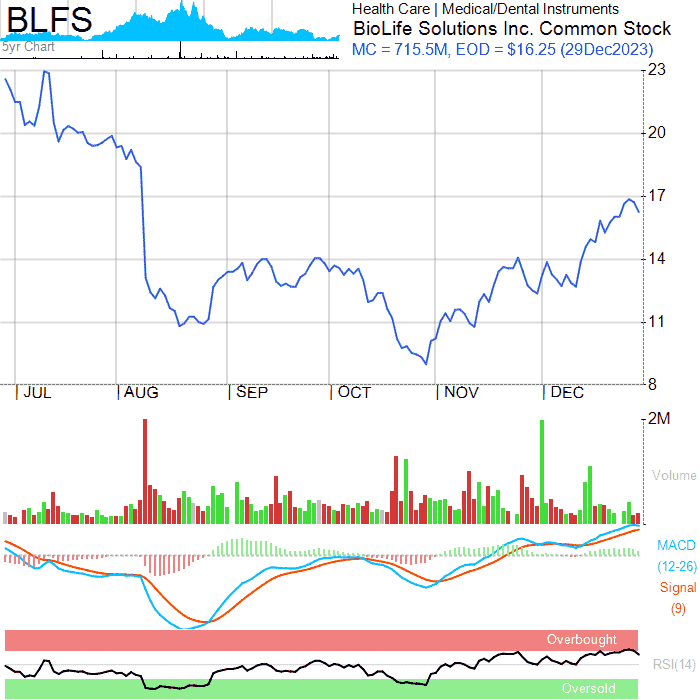 BLFS
5yr Chart
Health Care | Medical/Dental Instruments
BioLife Solutions Inc. Common Stock
MC = 715.5M, EOD = $16.25 (29Dec2023)
23
20
17
14
11
8
JUL AUG SEP OCT NOV DEC
2M
Volume
MACD
(12-26)
Signal
(9)
Overbought
RSI(14)
Oversold